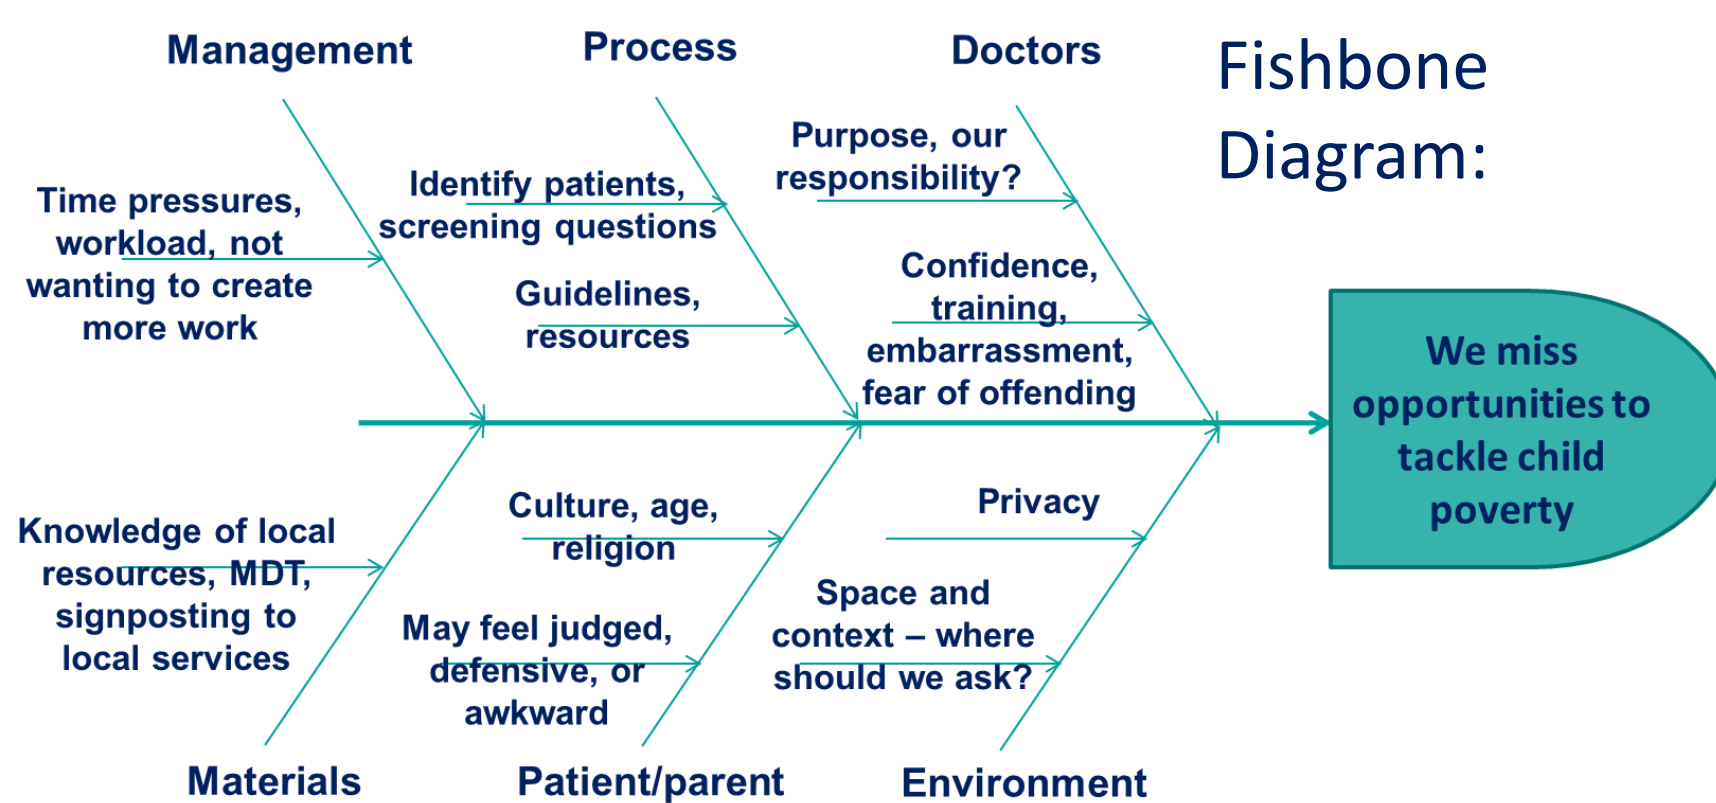 Management
Process
Doctors
Fishbone
Diagram:
Time pressures,
workload, not
wanting to create
more work
Identify patients,
screening questions
Guidelines,
resources
Purpose, our
responsibility?
Confidence,
training,
embarrassment,
fear of offending
We miss
opportunities to
tackle child
poverty
Knowledge of local
resources, MDT,
signposting to
local services
Culture, age,
religion
May feel judged,
defensive, or
awkward
Privacy
Space and
context – where
should we ask?
Materials
Patient/parent
Environment